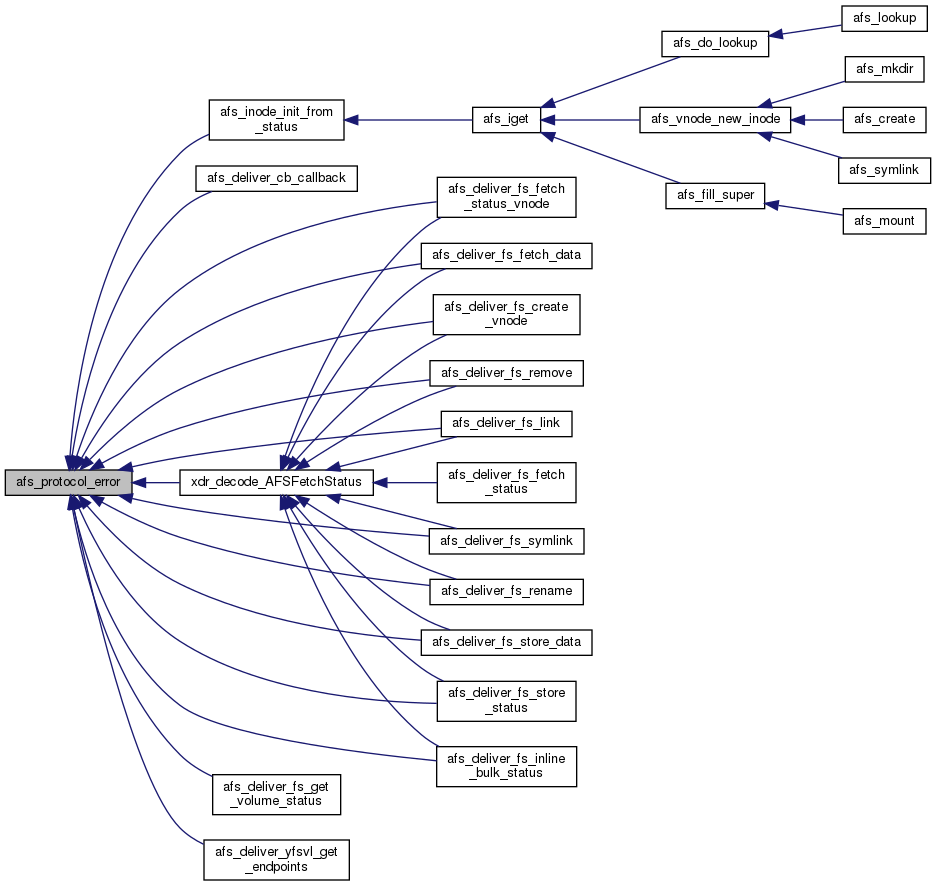 afs_lookup
afs_do_lookup
afs_mkdir
afs_inode_init_from
_status
afs_iget
afs_vnode_new_inode
afs_create
afs_symlink
afs_deliver_cb_callback
afs_deliver_fs_fetch
_status_vnode
afs_fill_super
afs_mount
afs_deliver_fs_fetch_data
afs_deliver_fs_create
_vnode
afs_deliver_fs_remove
afs_deliver_fs_link
afs_protocol_error
xdr_decode_AFSFetchStatus
afs_deliver_fs_fetch
_status
afs_deliver_fs_symlink
afs_deliver_fs_rename
afs_deliver_fs_store_data
afs_deliver_fs_store
_status
afs_deliver_fs_inline
_bulk_status
afs_deliver_fs_get
_volume_status
afs_deliver_yfsvl_get
_endpoints